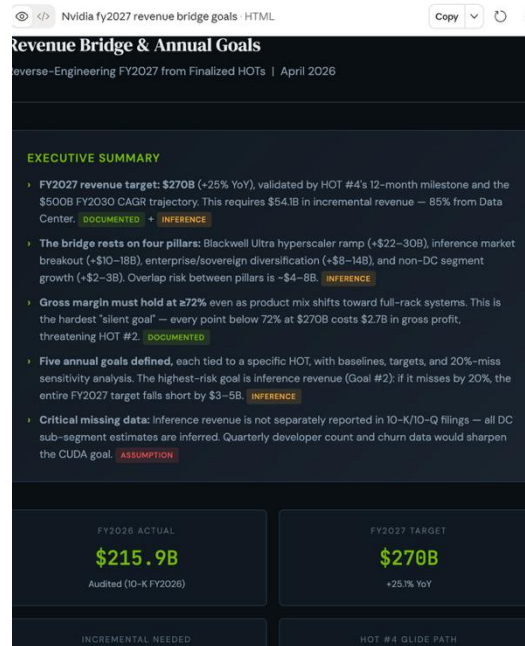 Nvidia fy2027 revenue bridge goals · HTML
Copy
Revenue Bridge & Annual Goals
Reverse-Engineering FY2027 from Finalized HOTs | April 2026
EXECUTIVE SUMMARY
› FY2027 revenue target: $270B (+25% YoY), validated by HOT #4's 12-month milestone and the
$500B FY2030 CAGR trajectory. This requires $54.1B in incremental revenue — 85% from Data
Center. DOCUMENTED + INFERENCE
› The bridge rests on four pillars: Blackwell Ultra hyperscaler ramp (+$22–30B), inference market
breakout (+$10–18B), enterprise/sovereign diversification (+$8–14B), and non-DC segment
growth (+$2–3B). Overlap risk between pillars is ~$4–8B. INFERENCE
› Gross margin must hold at ≥72% even as product mix shifts toward full-rack systems. This is
the hardest "silent goal" — every point below 72% at $270B costs $2.7B in gross profit,
threatening HOT #2. DOCUMENTED
› Five annual goals defined, each tied to a specific HOT, with baselines, targets, and 20%-miss
sensitivity analysis. The highest-risk goal is inference revenue (Goal #2): if it misses by 20%, the
entire FY2027 target falls short by $3–5B. INFERENCE
› Critical missing data: Inference revenue is not separately reported in 10-K/10-Q filings — all DC
sub-segment estimates are inferred. Quarterly developer count and churn data would sharpen
the CUDA goal. ASSUMPTION
FY2026 ACTUAL
$215.9B
Audited (10-K FY2026)
FY2027 TARGET
$270B
+25.1% YoY
INCREMENTAL NEEDED
HOT #4 GLIDE PATH